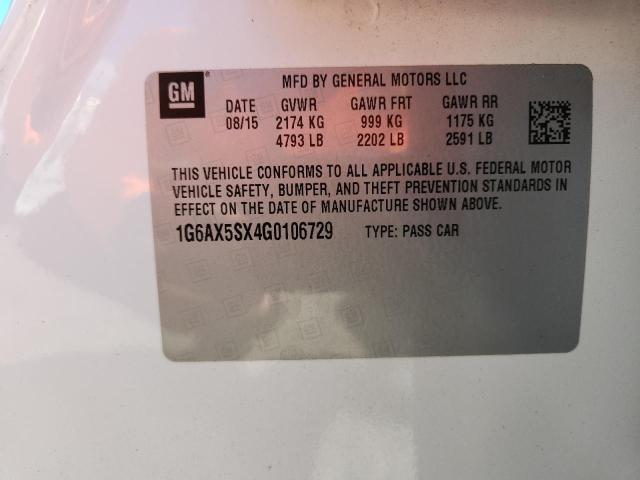 GM
MFD BY GENERAL MOTORS LLC
DATE GVWR GAWR FRT GAWR RR
08/15 2174 KG 999 KG 1175 KG
4793 LB 2202 LB 2591 LB
THIS VEHICLE CONFORMS TO ALL APPLICABLE U.S. FEDERAL MOTOR
VEHICLE SAFETY, BUMPER, AND THEFT PREVENTION STANDARDS IN
EFFECT ON THE DATE OF MANUFACTURE SHOWN ABOVE.
1G6AX5SX4G0106729 TYPE: PASS CAR